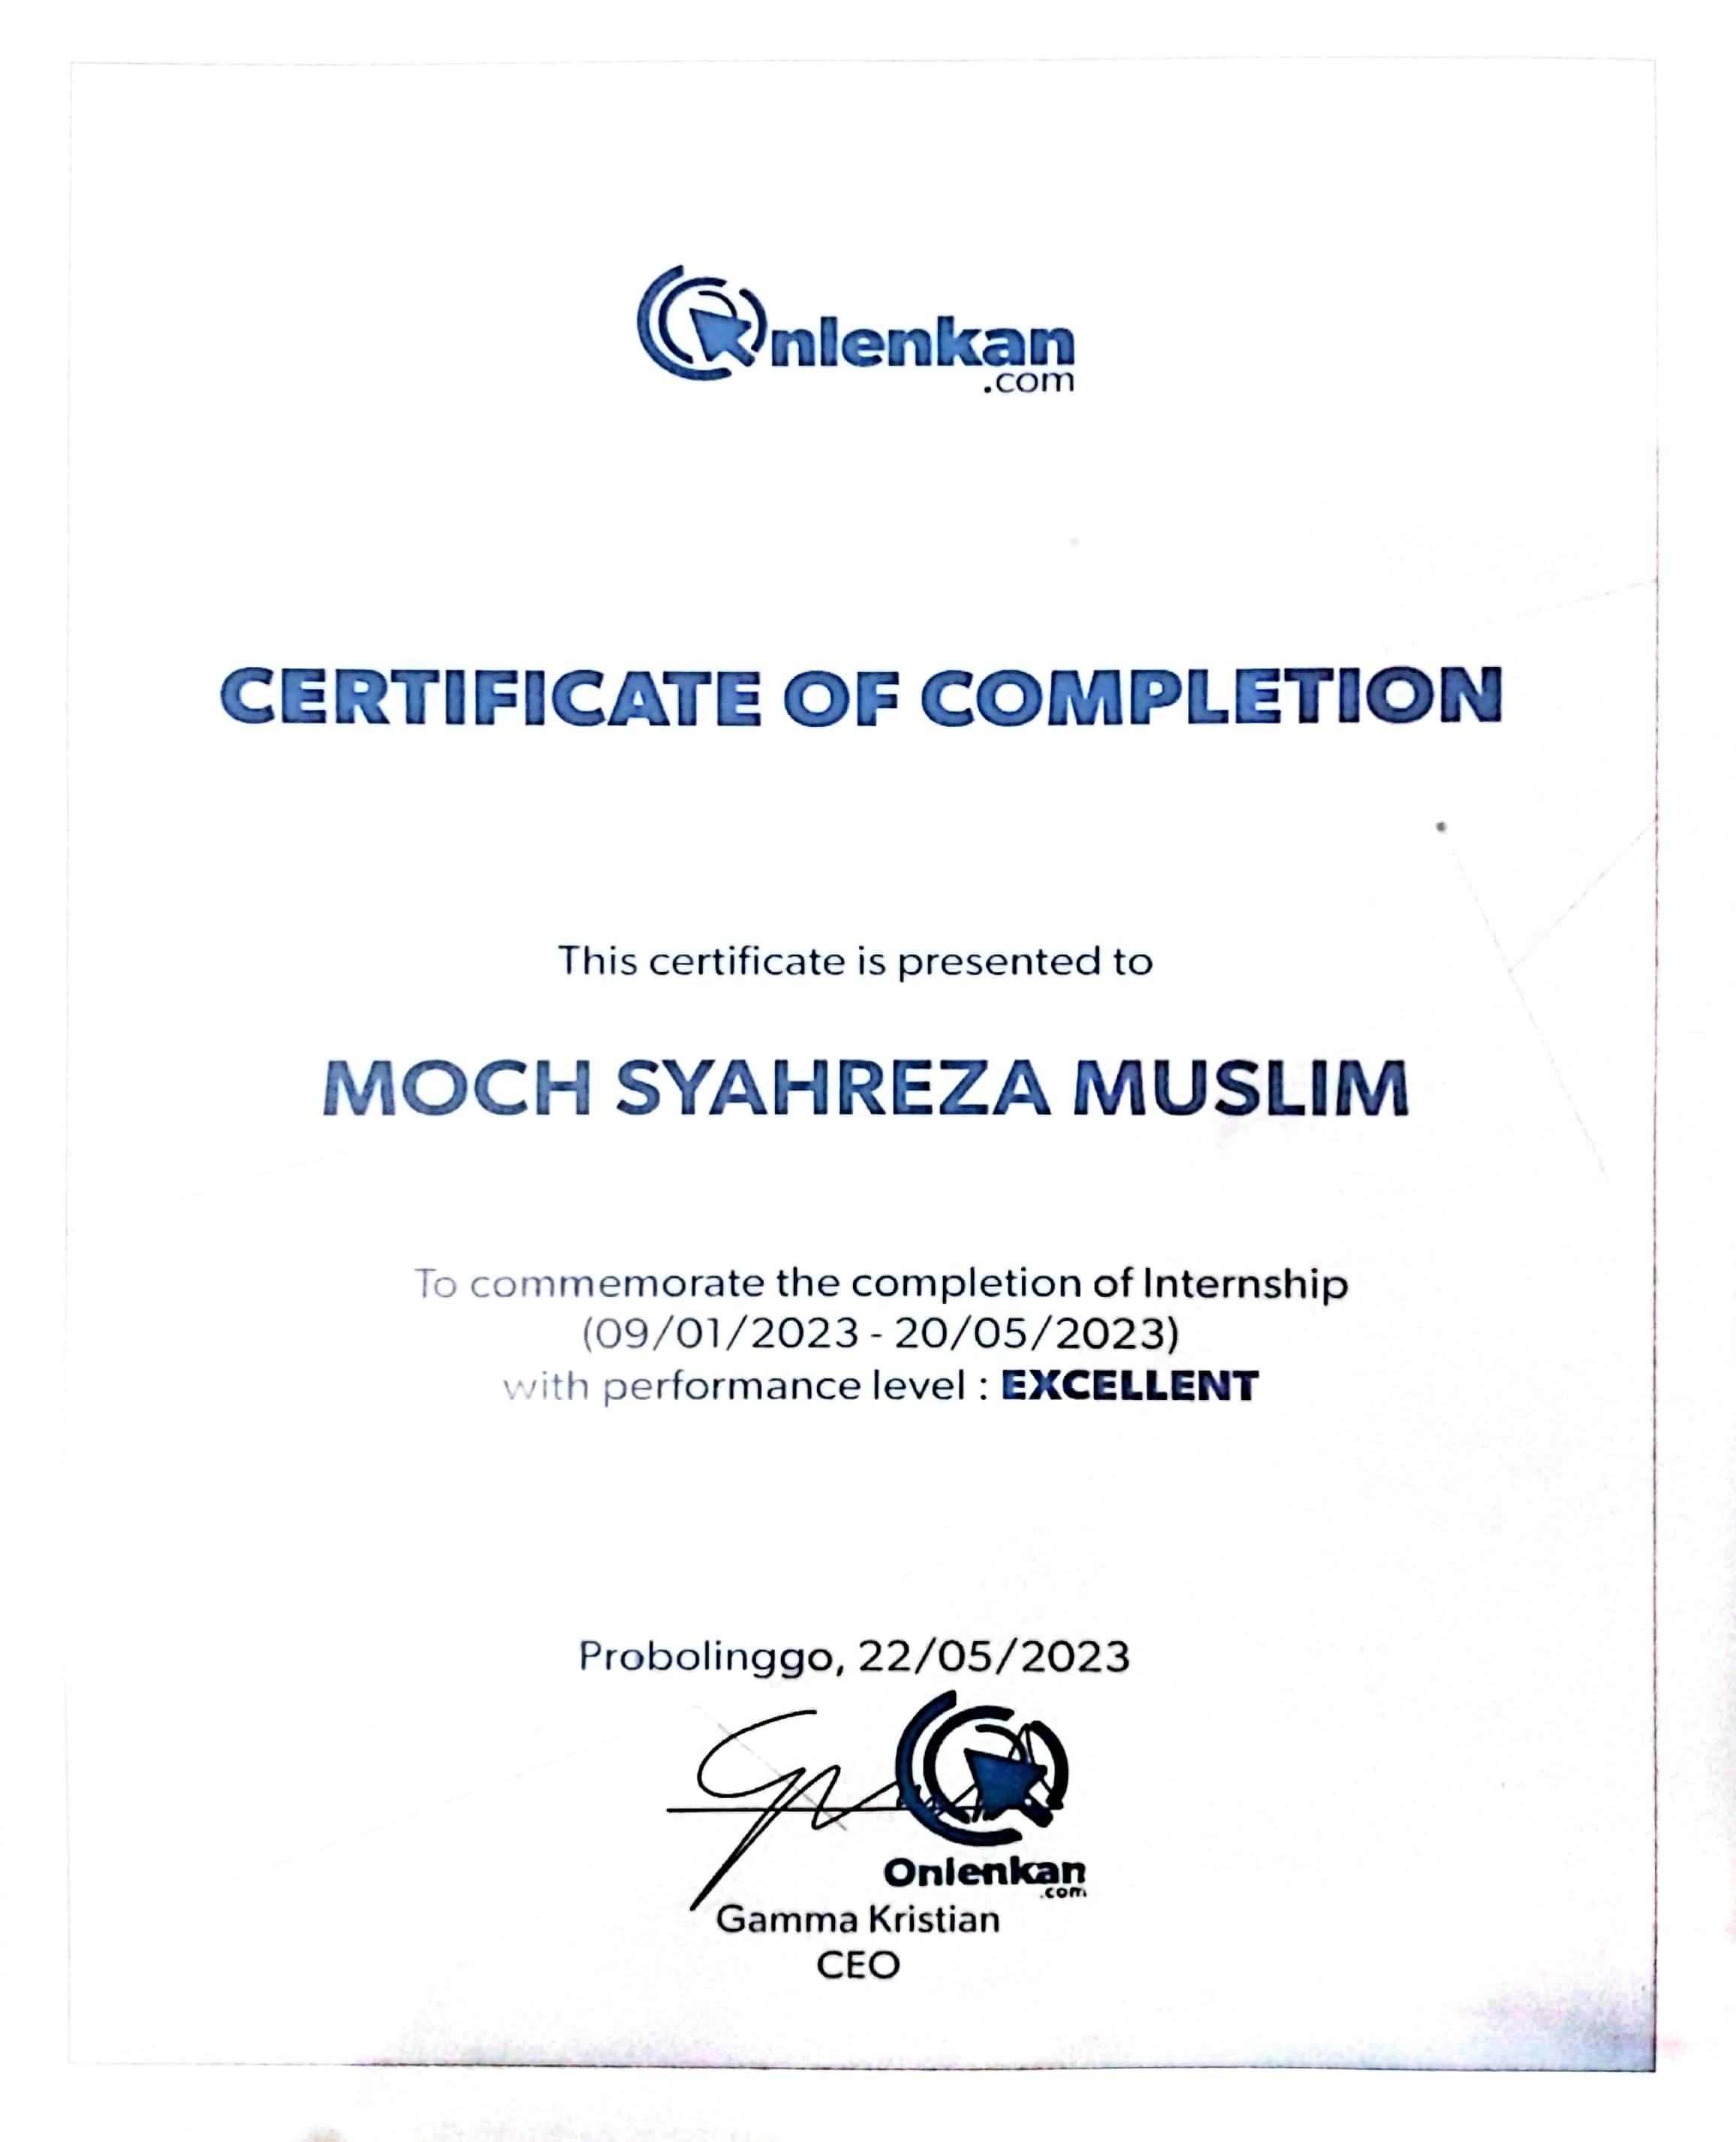 Onlenkan
.com
CERTIFICATE OF COMPLETION
This certificate is presented to
MOCH SYAHREZA MUSLIM
To commemorate the completion of Internship
(09/01/2023 - 20/05/2023)
with performance level : EXCELLENT
Probolinggo, 22/05/2023
Onlenkan
.com
Gamma Kristian
CEO